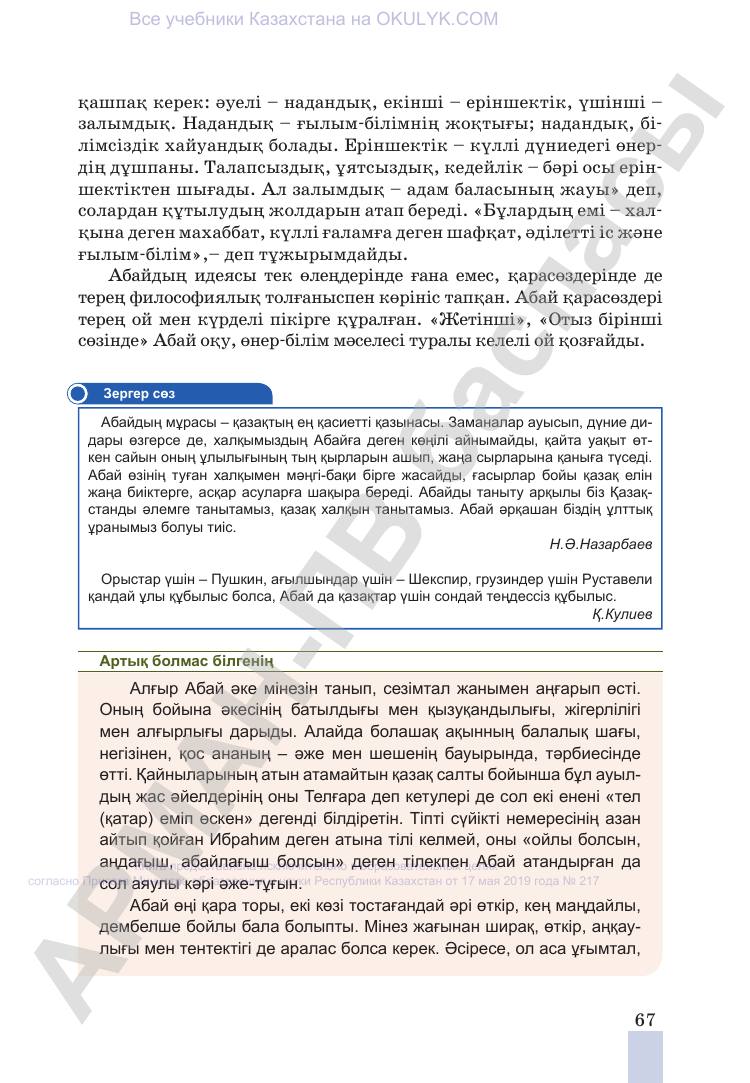 Все учебники Казахстана на OKULYK.COM
қашпақ керек: әуелі – надандық, екінші – еріншектік, үшінші –
залымдық. Надандық – ғылым-білімнің жоқтығы; надандық, бі-
лімсіздік хайуандық болады. Еріншектік – күллі дүниедегі өнер-
дің дұшпаны. Талапсыздық, ұятсыздық, кедейлік – бәрі осы ерін-
шектіктен шығады. Ал залымдық – адам баласының жауы» деп,
солардан құтылудың жолдарын атап береді. «Бұлардың емі – хал-
қына деген махаббат, күллі ғаламға деген шафқат, әділетті іс және
ғылым-білім»,– деп тұжырымдайды.
Абайдың идеясы тек өлеңдерінде ғана емес, қарасөздерінде де
терең философиялық толғаныспен көрініс тапқан. Абай қарасөздері
терең ой мен күрделі пікірге құралған. «Жетінші», «Отыз бірінші
сөзінде» Абай оқу, өнер-білім мәселесі туралы келелі ой қозғайды.
Зергер сөз
Абайдың мұрасы – қазақтың ең қасиетті қазынасы. Заманалар ауысып, дүние ди-
дары өзгерсе де, халқымыздың Абайға деген көңілі айнымайды, қайта уақыт өт-
кен сайын оның ұлылығының тың қырларын ашып, жаңа сырларына қаныға түседі.
Абай өзінің туған халқымен мәңгі-бақи бірге жасайды, ғасырлар бойы қазақ елін
жаңа биіктерге, асқар асуларға шақыра береді. Абайды таныту арқылы біз Қазақ-
станды әлемге танытамыз, қазақ халқын танытамыз. Абай әрқашан біздің ұлттық
ұранымыз болуы тиіс.
Н.Ә.Назарбаев
Орыстар үшін – Пушкин, ағылшындар үшін – Шекспир, грузиндер үшін Руставели
қандай ұлы құбылыс болса, Абай да қазақтар үшін сондай теңдессіз құбылыс.
Қ.Кулиев
Артық болмас білгенің
Алғыр Абай әке мінезін танып, сезімтал жанымен аңғарып өсті.
Оның бойына әкесінің батылдығы мен қызуқандылығы, жігерлілігі
мен алғырлығы дарыды. Алайда болашақ ақынның балалық шағы,
негізінен, қос ананың – әже мен шешенің бауырында, тәрбиесінде
өтті. Қайныларының атын атамайтын қазақ салты бойынша бұл ауыл-
дың жас әйелдерінің оны Телғара деп кетулері де сол екі енені «тел
(қатар) еміп өскен» дегенді білдіретін. Тіпті сүйікті немересінің азан
айтып қойған Ибраһим деген атына тілі келмей, оны «ойлы болсын,
аңдағыш, абайлағыш болсын» деген тілекпен Абай атандырған да
сол аяулы кәрі әже-тұғын.
согласно Республики Казахстан от 17 мая 2019 года № 217
Абай өңі қара торы, екі көзі тостағандай әрі өткір, кең маңдайлы,
дембелше бойлы бала болыпты. Мінез жағынан ширақ, өткір, аңқау-
лығы мен тентектігі де аралас болса керек. Әсіресе, ол аса ұғымтал,
67
АРМАН-ПВ баспасы